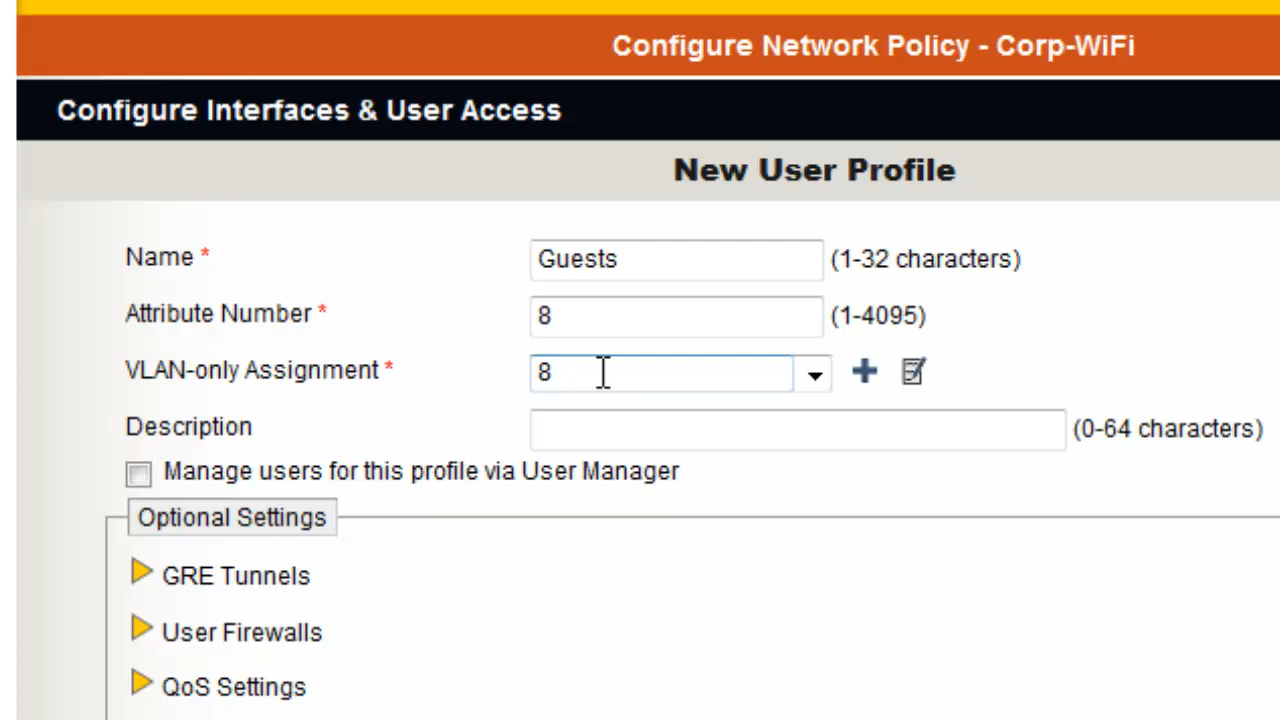 Configure Network Policy - Corp-WiFi
Configure Interfaces & User Access
New User Profile
Name * Guests (1-32 characters)
Attribute Number * 8 (1-4095)
VLAN-only Assignment * 8
Description (0-64 characters)
Manage users for this profile via User Manager
Optional Settings
GRE Tunnels
User Firewalls
QoS Settings